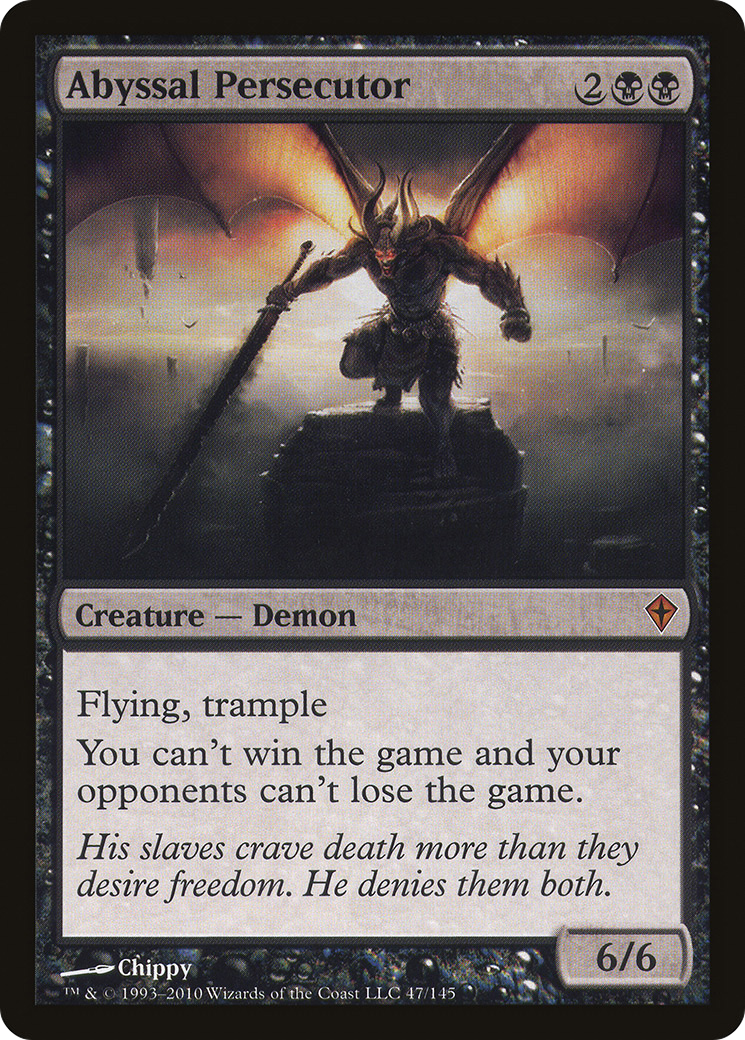 Abyssal Persecutor 2
Creature — Demon
Flying, trample
You can't win the game and your
opponents can't lose the game.
His slaves crave death more than they
desire freedom. He denies them both.
6/6
Chippy
™ & © 1993–2010 Wizards of the Coast LLC 47/145